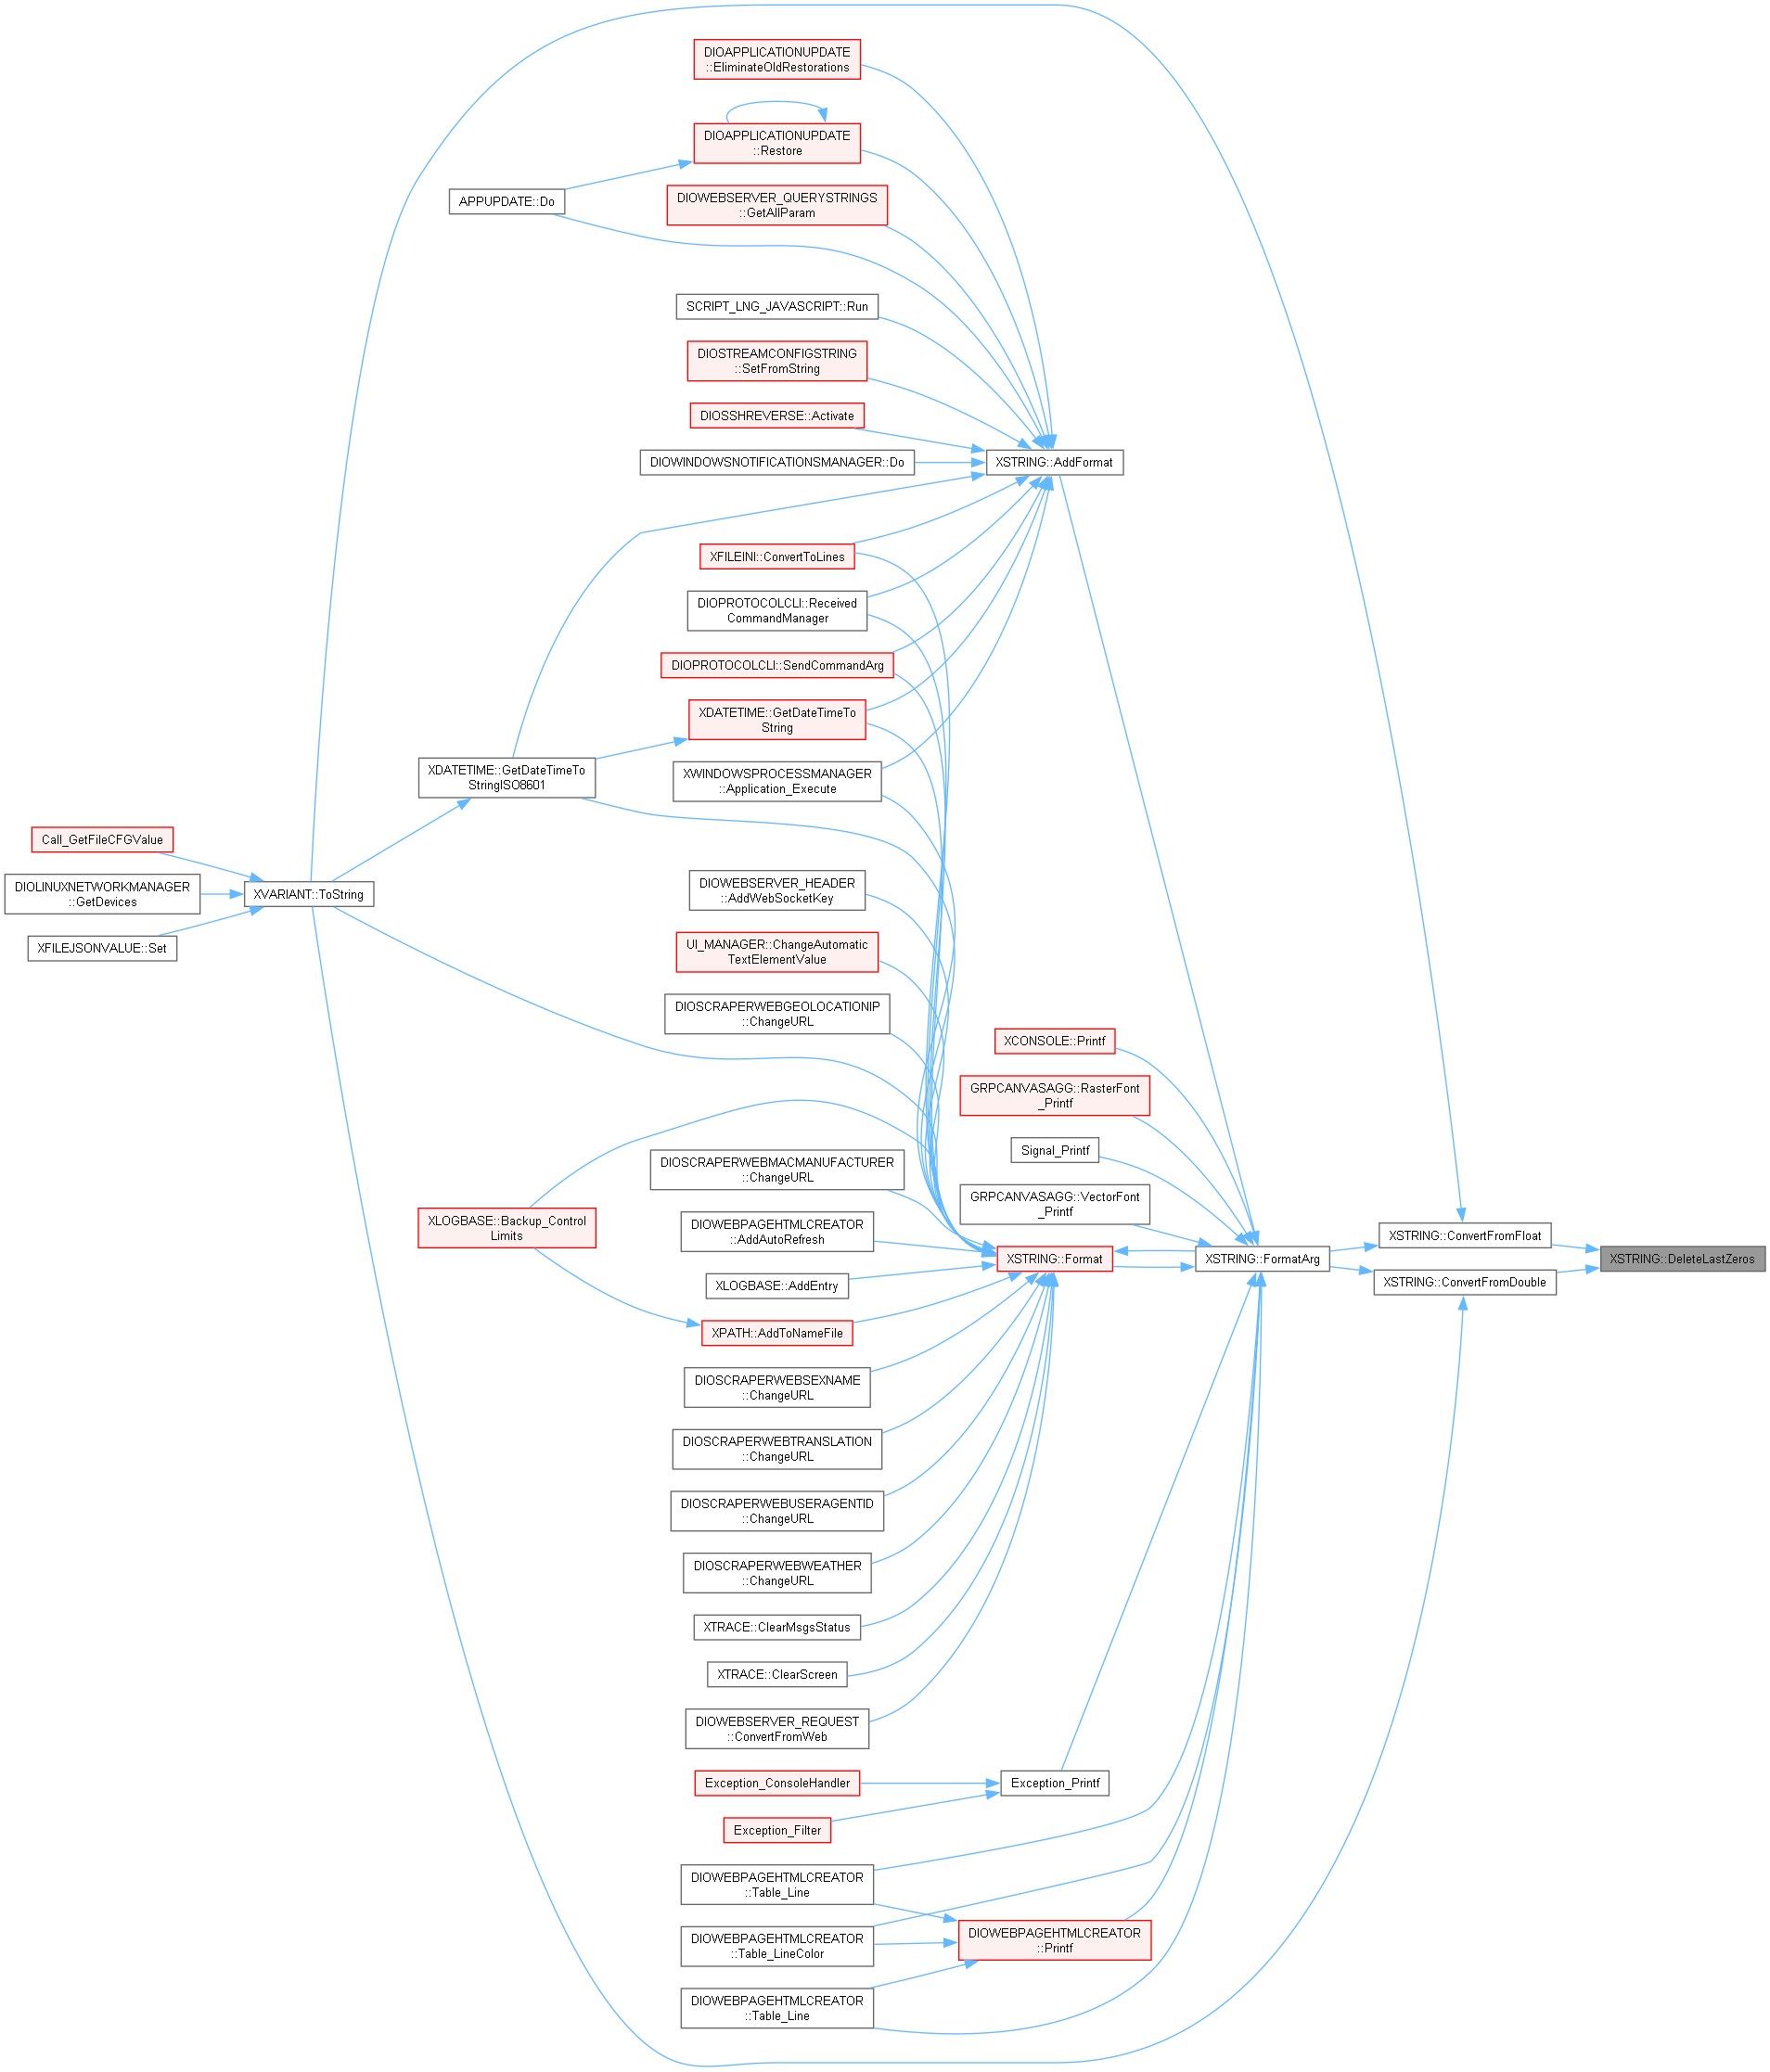 DIOAPPLICATIONUPDATE
::EliminateOldRestorations
DIOAPPLICATIONUPDATE
::Restore
APPUPDATE::Do
DIOWEBSERVER_QUERYSTRINGS
::GetAllParam
SCRIPT_LNG_JAVASCRIPT::Run
DIOSTREAMCONFIGSTRING
::SetFromString
DIOSSHREVERSE::Activate
DIOWINDOWSNOTIFICATIONSMANAGER::Do
XSTRING::AddFormat
XFILEINI::ConvertToLines
DIOPROTOCOLCLI::Received
CommandManager
DIOPROTOCOLCLI::SendCommandArg
XDATETIME::GetDateTimeTo
String
XDATETIME::GetDateTimeTo
StringISO8601
XWINDOWSPROCESSMANAGER
::Application_Execute
Call_GetFileCFGValue
DIOLINUXNETWORKMANAGER
::GetDevices
XVARIANT::ToString
XFILEJSONVALUE::Set
DIOWEBSERVER_HEADER
::AddWebSocketKey
UI_MANAGER::ChangeAutomatic
TextElementValue
DIOSCRAPERWEBGEOLOCATIONIP
::ChangeURL
XCONSOLE::Printf
GRPCANVASAGG::RasterFont
_Printf
Signal_Printf
DIOSCRAPERWEBMACMANUFACTURER
::ChangeURL
GRPCANVASAGG::VectorFont
_Printf
XLOGBASE::Backup_Control
Limits
DIOWEBPAGEHTMLCREATOR
::AddAutoRefresh
XSTRING::Format
XSTRING::FormatArg
XSTRING::ConvertFromFloat
XSTRING::DeleteLastZeros
XSTRING::ConvertFromDouble
XLOGBASE::AddEntry
XPATH::AddToNameFile
DIOSCRAPERWEBSEXNAME
::ChangeURL
DIOSCRAPERWEBTRANSLATION
::ChangeURL
DIOSCRAPERWEBUSERAGENTID
::ChangeURL
DIOSCRAPERWEBWEATHER
::ChangeURL
XTRACE::ClearMsgsStatus
XTRACE::ClearScreen
DIOWEBSERVER_REQUEST
::ConvertFromWeb
Exception_ConsoleHandler
Exception_Printf
Exception_Filter
DIOWEBPAGEHTMLCREATOR
::Table_Line
DIOWEBPAGEHTMLCREATOR
::Table_LineColor
DIOWEBPAGEHTMLCREATOR
::Printf
DIOWEBPAGEHTMLCREATOR
::Table_Line